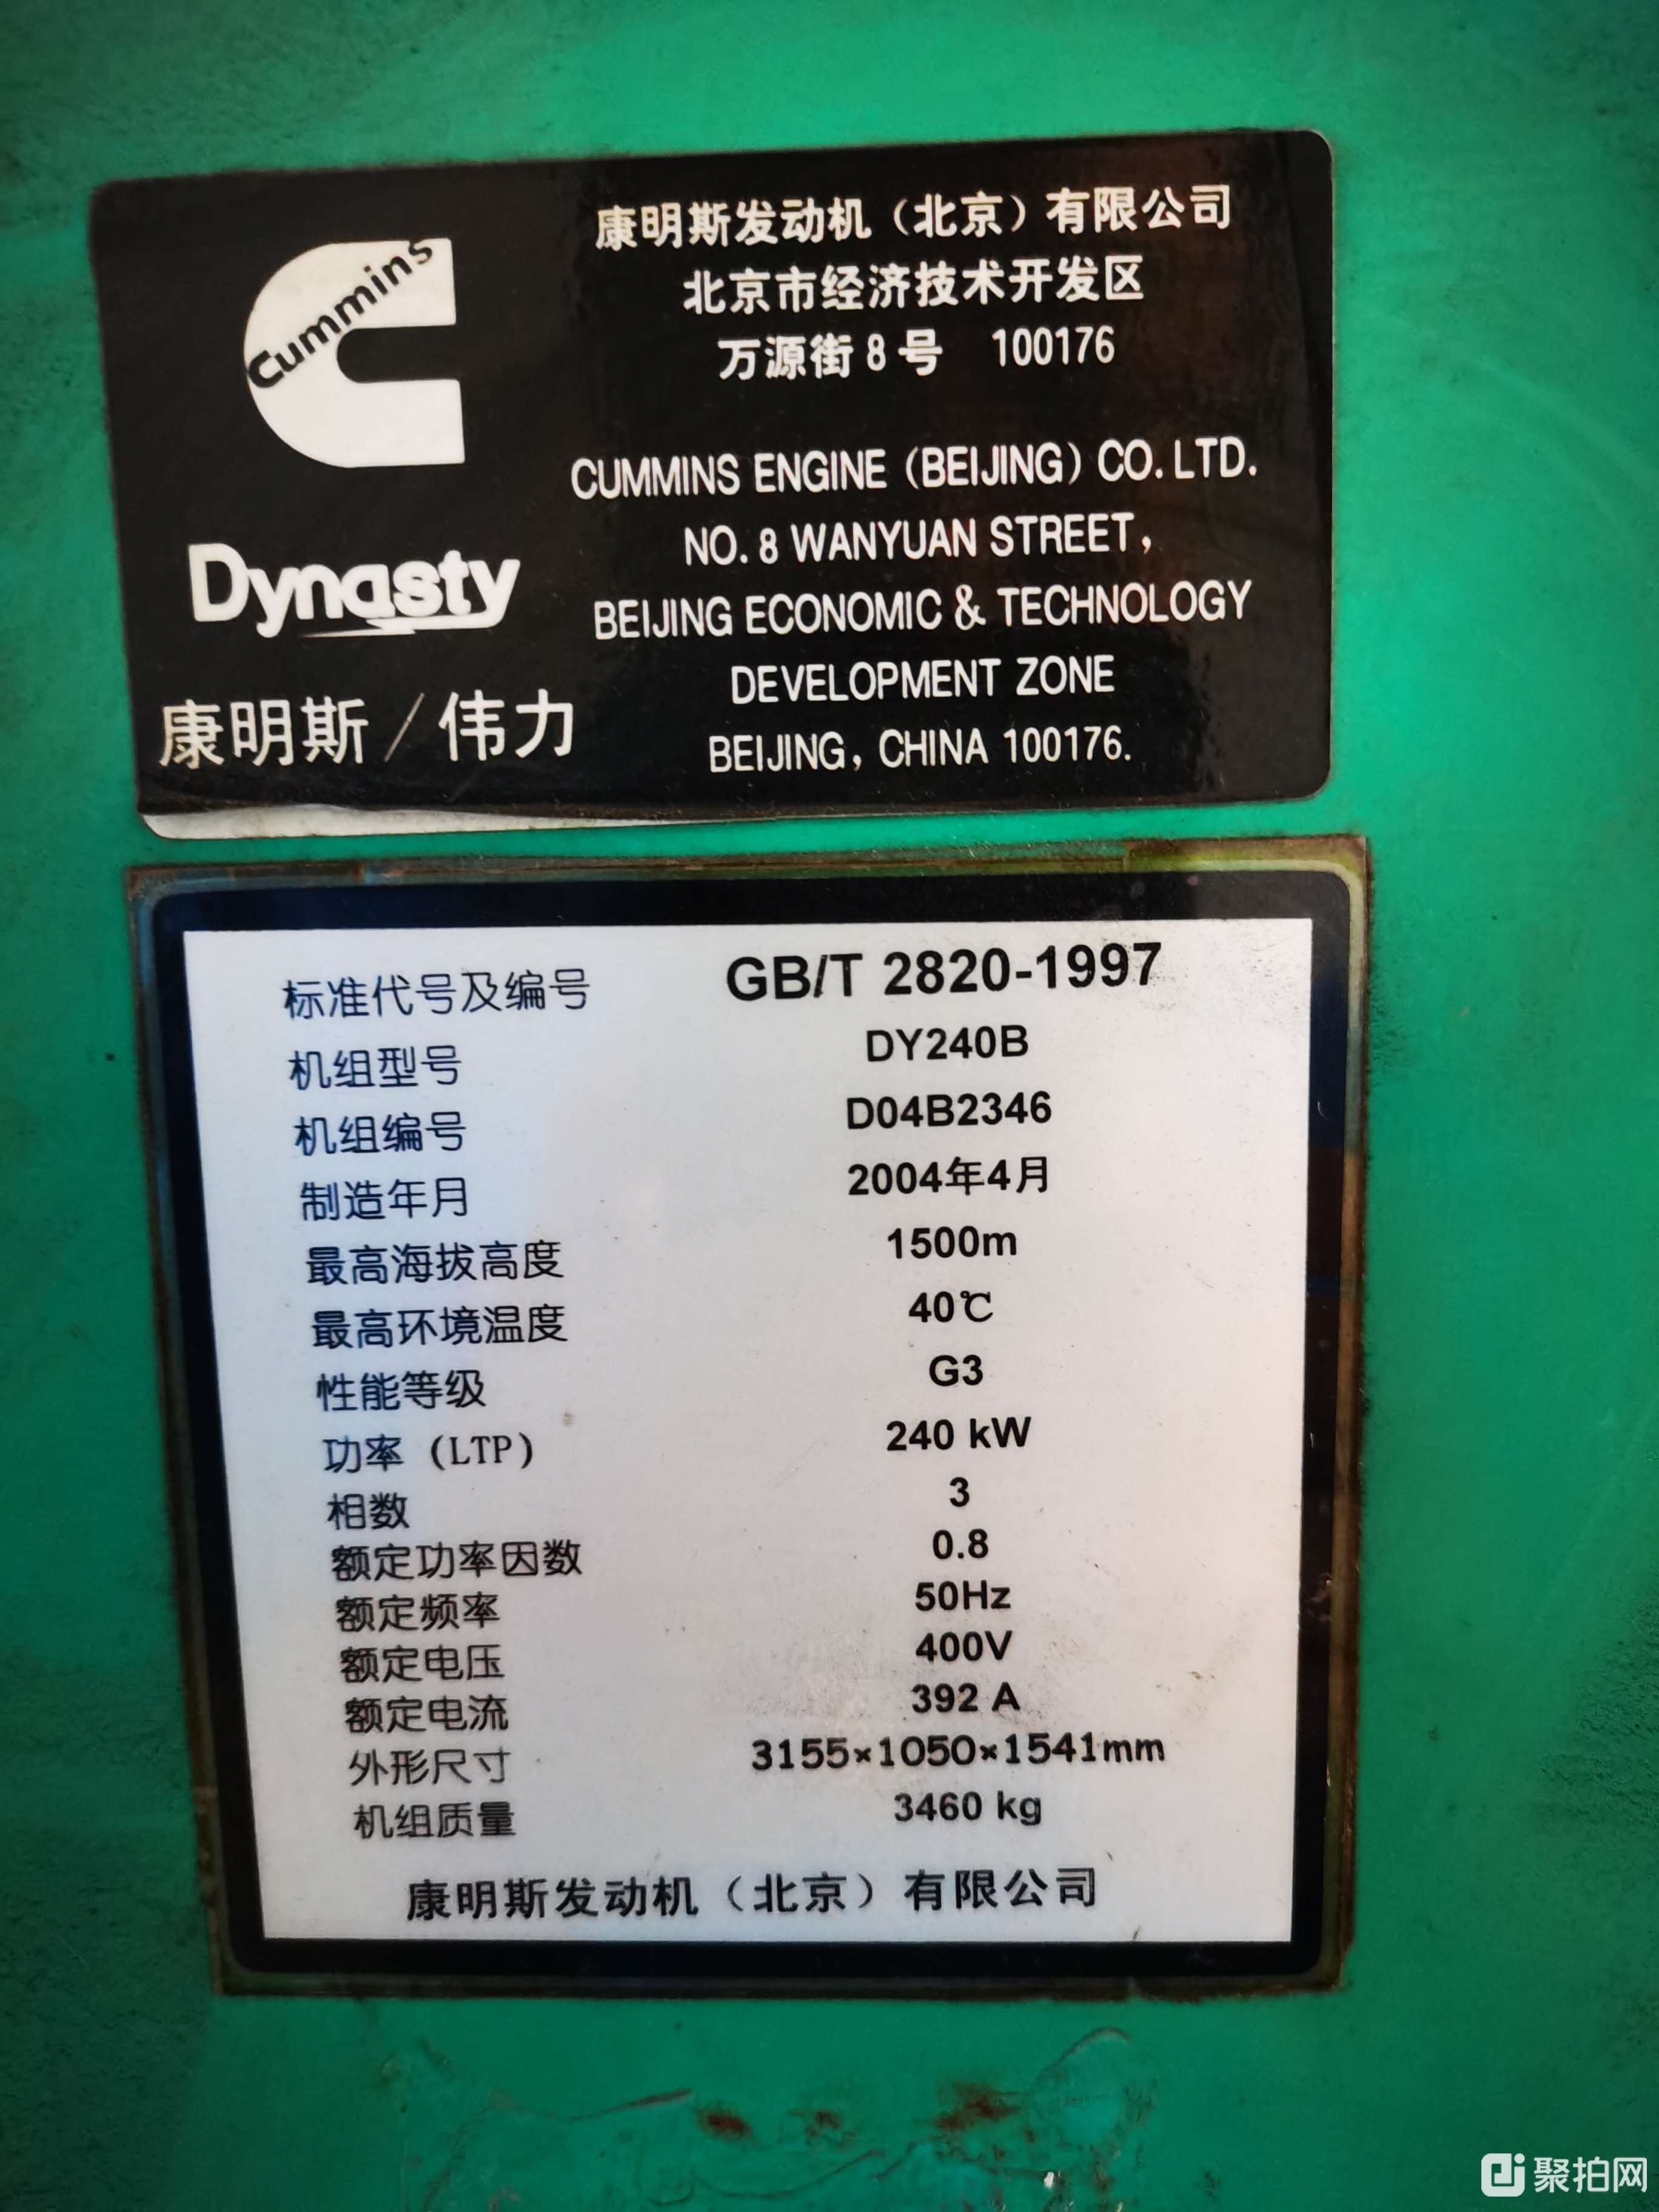 Cummins
Dynasty
康明斯/伟力
康明斯发动机（北京）有限公司
北京市经济技术开发区
万源街8号 100176
CUMMINS ENGINE (BEIJING) CO. LTD.
NO. 8 WANYUAN STREET,
BEIJING ECONOMIC & TECHNOLOGY
DEVELOPMENT ZONE
BEIJING, CHINA 100176.
标准代号及编号 GB/T 2820-1997
机组型号 DY240B
机组编号 D04B2346
制造年月 2004年4月
最高海拔高度 1500m
最高环境温度 40℃
性能等级 G3
功率 (LTP) 240 kW
相数 3
额定功率因数 0.8
额定频率 50Hz
额定电压 400V
额定电流 392 A
外形尺寸 3155×1050×1541mm
机组质量 3460 kg
康明斯发动机（北京）有限公司
聚拍网